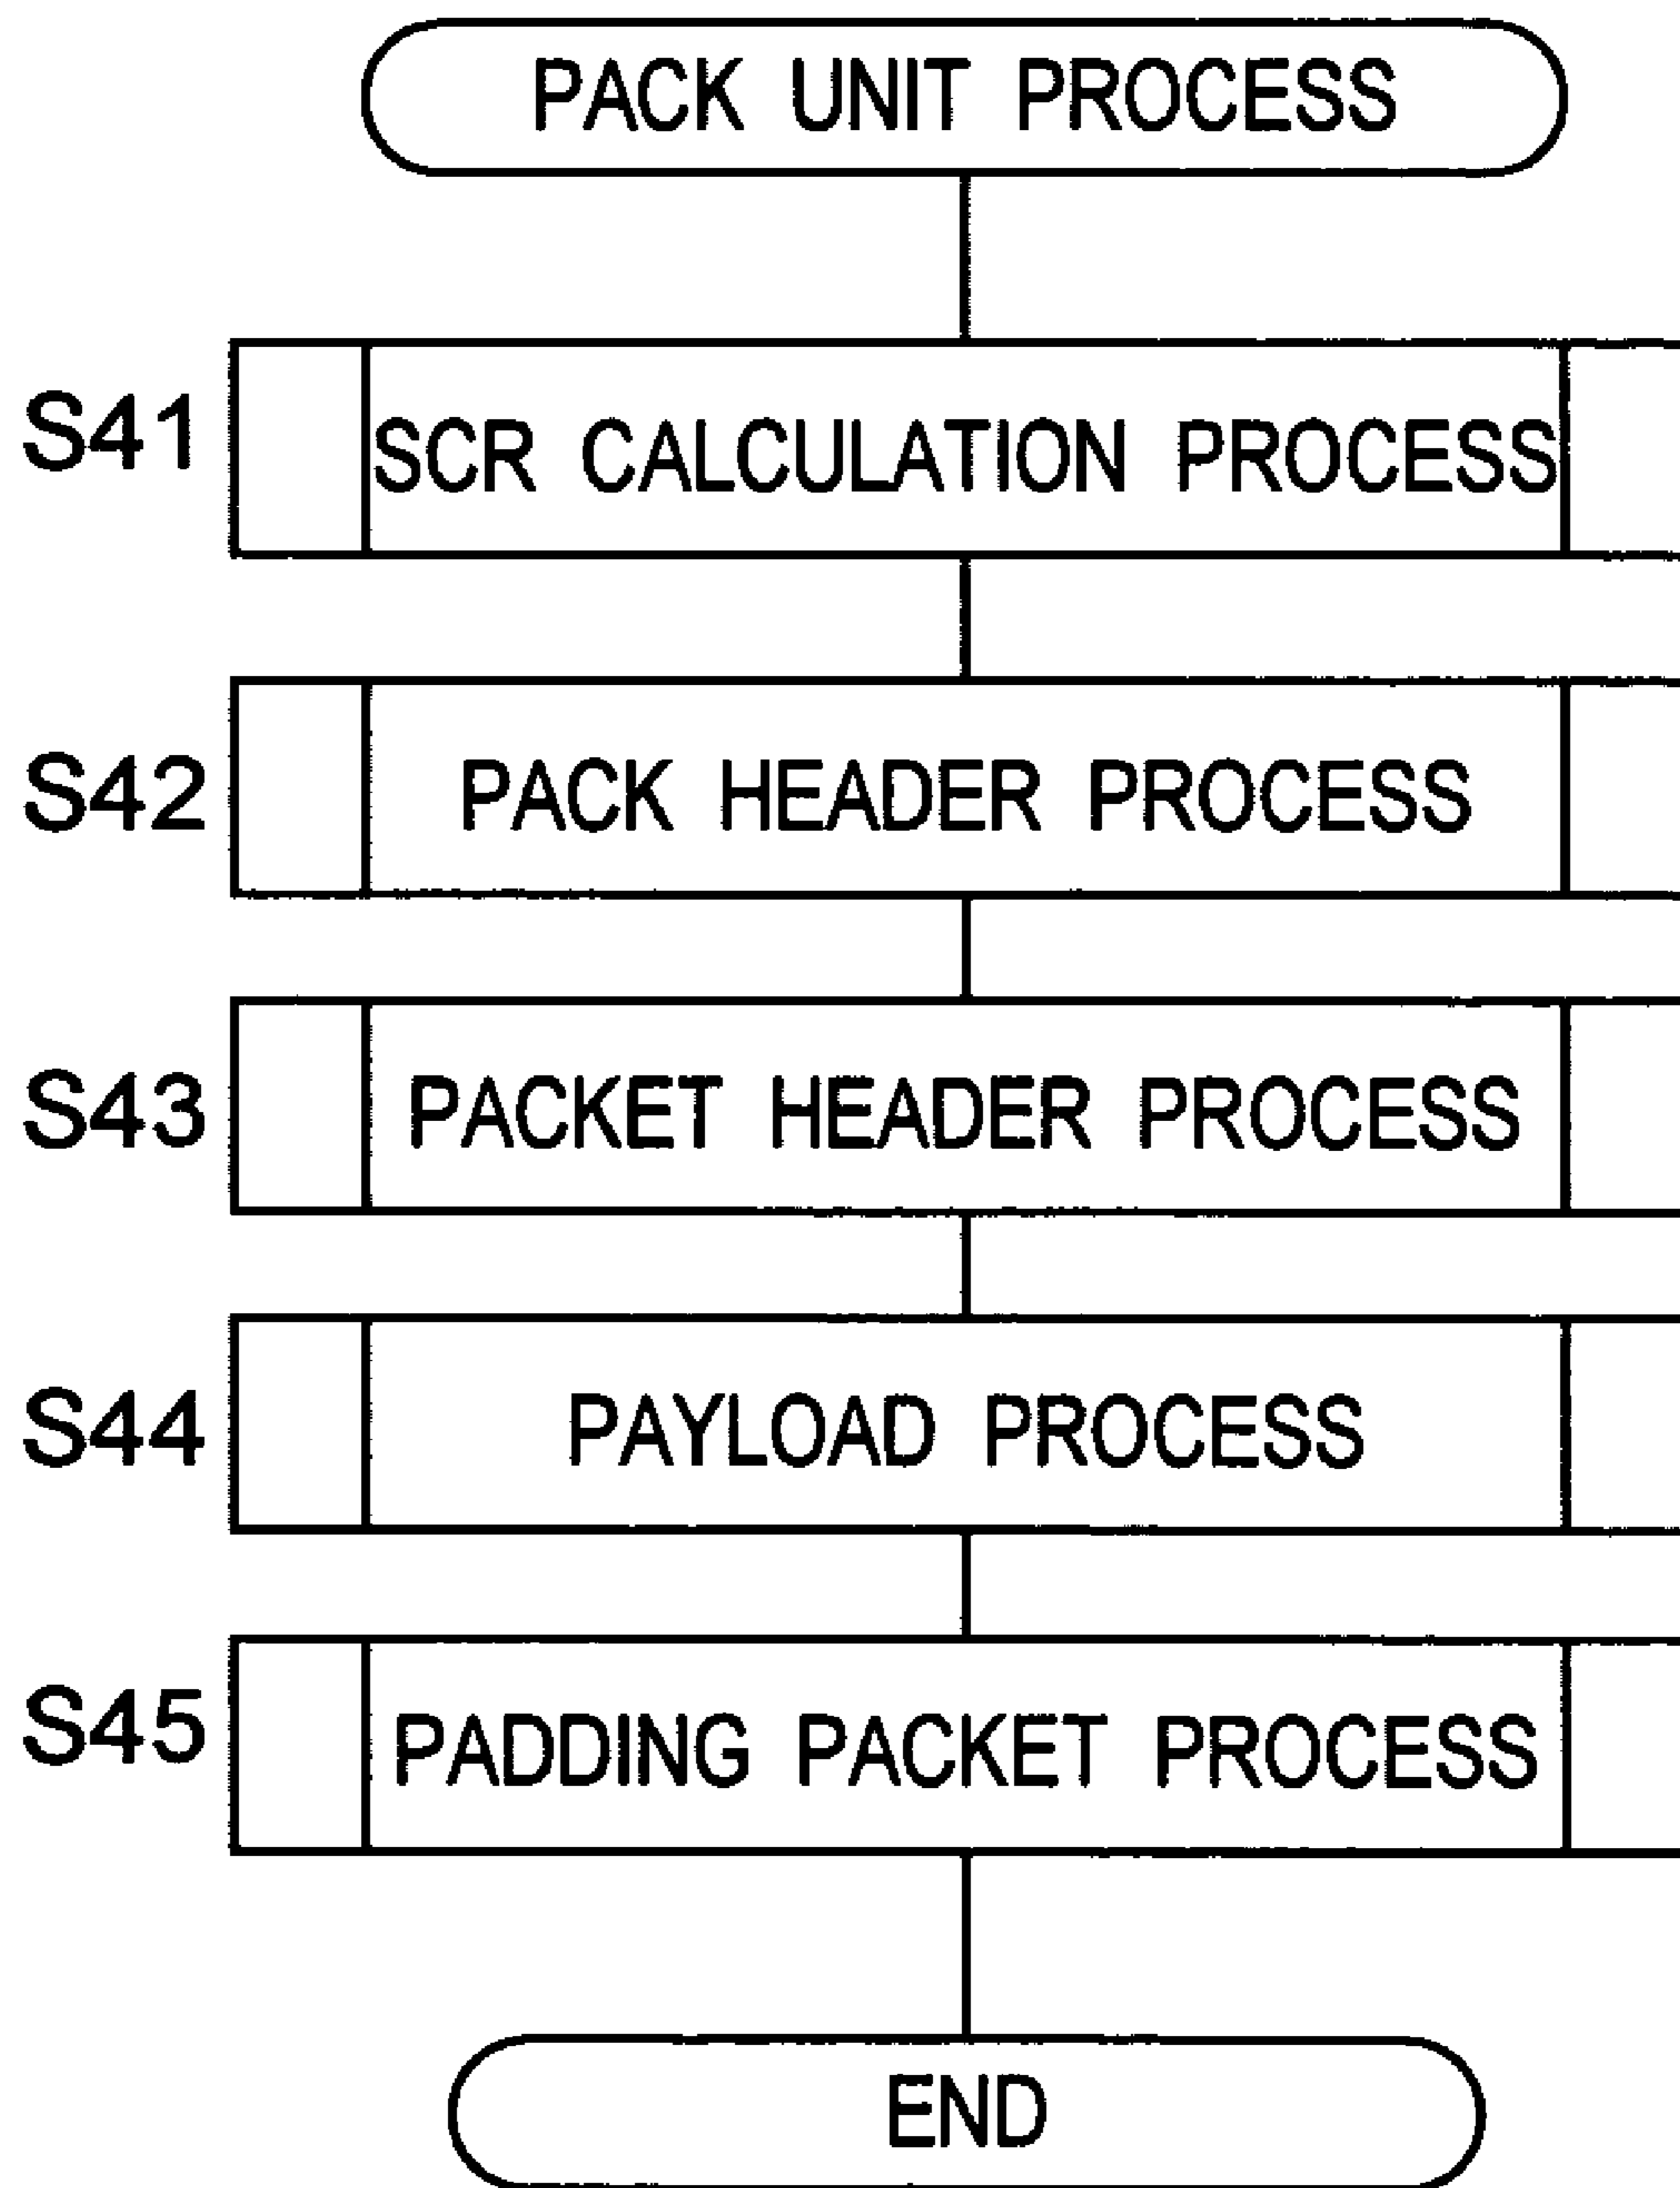 PACK UNIT PROCESS
S41 SCR CALCULATION PROCESS
S42 PACK HEADER PROCESS
S43 PACKET HEADER PROCESS
S44 PAYLOAD PROCESS
S45 PADDING PACKET PROCESS
END